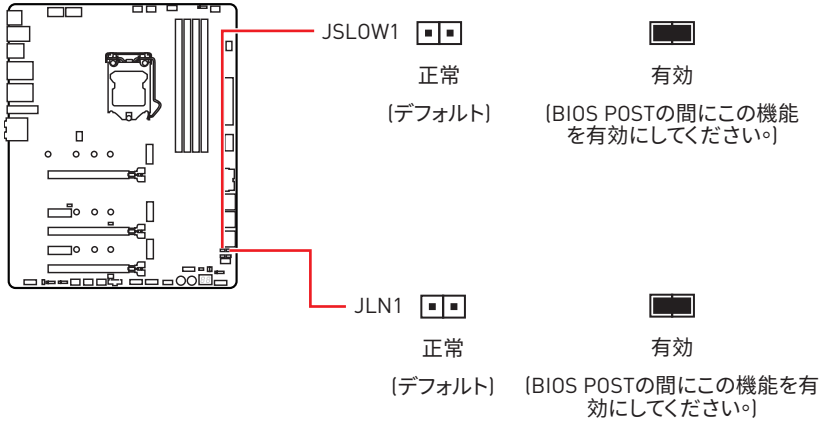 JSLOW1
正常
(デフォルト)
有効
(BIOS POSTの間にこの機能
を有効にしてください。)
JLN1
正常
(デフォルト)
有効
(BIOS POSTの間にこの機能を有
効にしてください。)